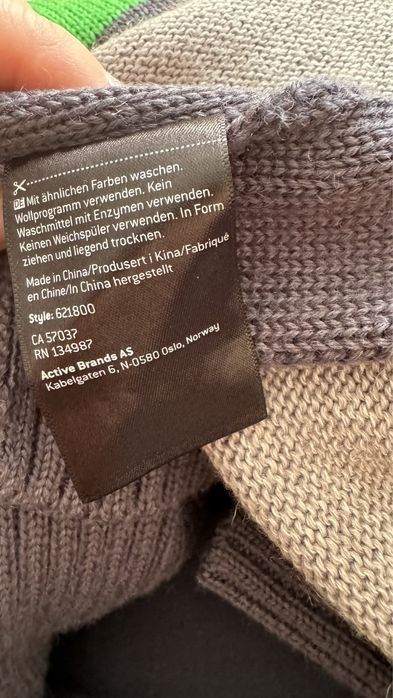 DE Mit ähnlichen Farben waschen.
Wollprogramm verwenden. Kein
Waschmittel mit Enzymen verwenden.
Keinen Weichspüler verwenden. In Form
ziehen und liegend trocknen.
Made in China/Produsert i Kina/Fabriqué
en Chine/In China hergestellt
Style: 621800
CA 57037
RN 134987
Active Brands AS
Kabelgaten 6, N-0580 Oslo, Norway